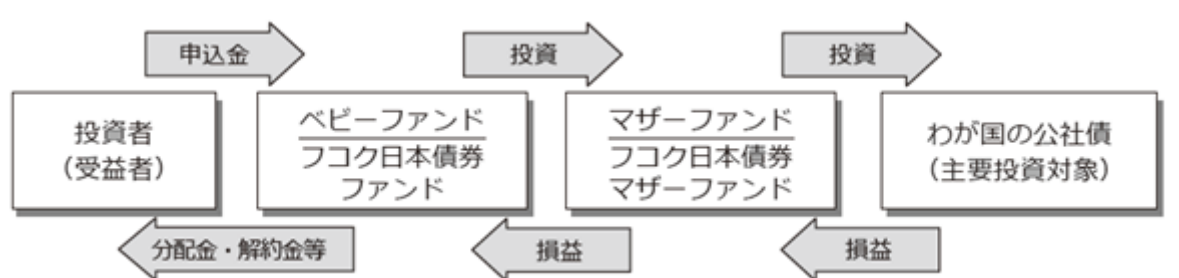 申込金
投資
投資
投資者
（受益者）
ベビーファンド
フコク日本債券
ファンド
マザーファンド
フコク日本債券
マザーファンド
わが国の公社債
（主要投資対象）
分配金・解約金等
損益
損益